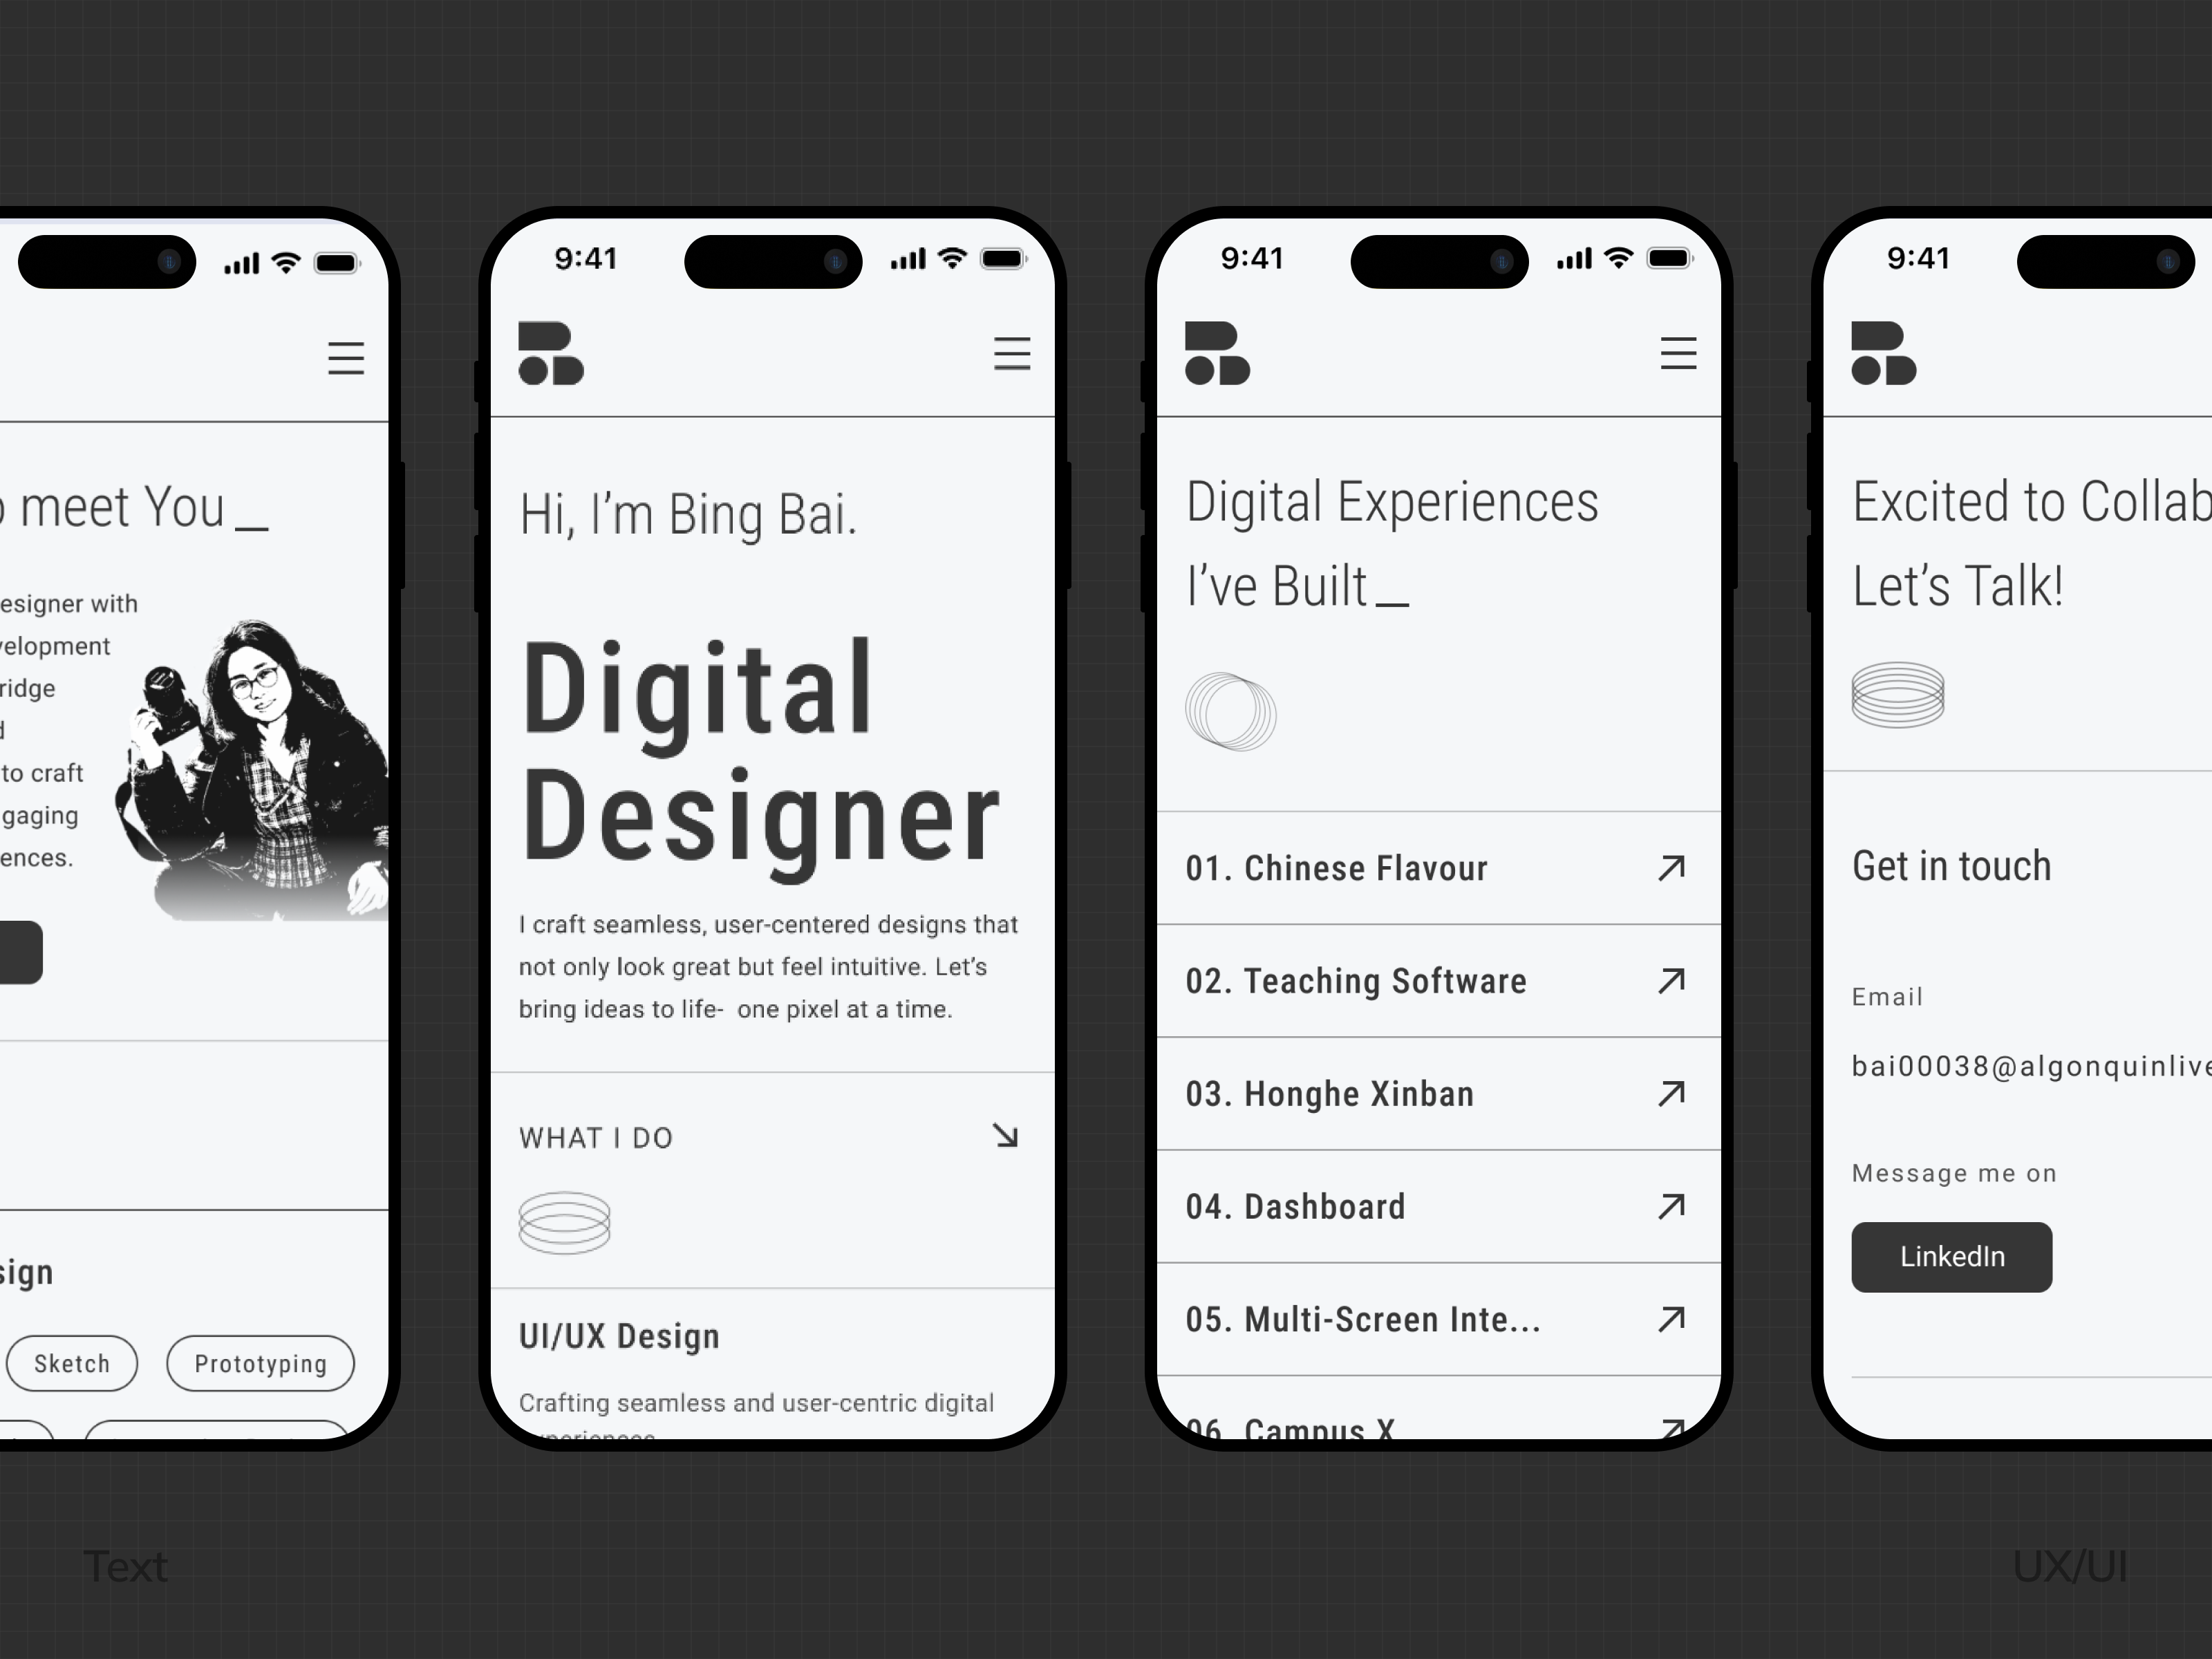 meet You_
esigner with
velopment
ridge
d
to craft
gaging
ences.
sign
Sketch
Prototyping
9:41
Hi, I’m Bing Bai.
Digital
Designer
I craft seamless, user-centered designs that
not only look great but feel intuitive. Let’s
bring ideas to life-  one pixel at a time.
WHAT I DO
UI/UX Design
Crafting seamless and user-centric digital
experiences
9:41
Digital Experiences
I’ve Built_
01. Chinese Flavour
02. Teaching Software
03. Honghe Xinban
04. Dashboard
05. Multi-Screen Inte...
06. Campus X
9:41
Excited to Collab
Let’s Talk!
Get in touch
Email
bai00038@algonquinlive
Message me on
LinkedIn
Text
UX/UI